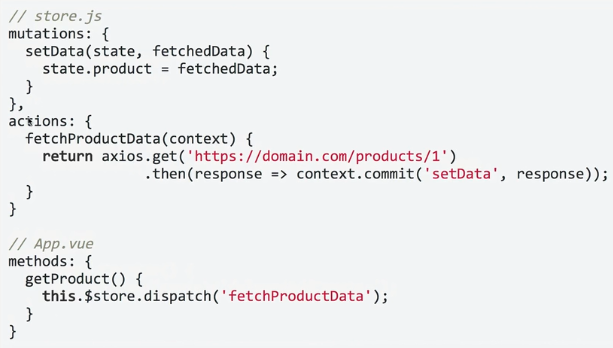 // store.js
mutations: {
  setData(state, fetchedData) {
    state.product = fetchedData;
  }
},
actions: {
  fetchProductData(context) {
    return axios.get('https://domain.com/products/1')
                .then(response => context.commit('setData', response));
  }
}
// App.vue
methods: {
  getProduct() {
    this.$store.dispatch('fetchProductData');
  }
}